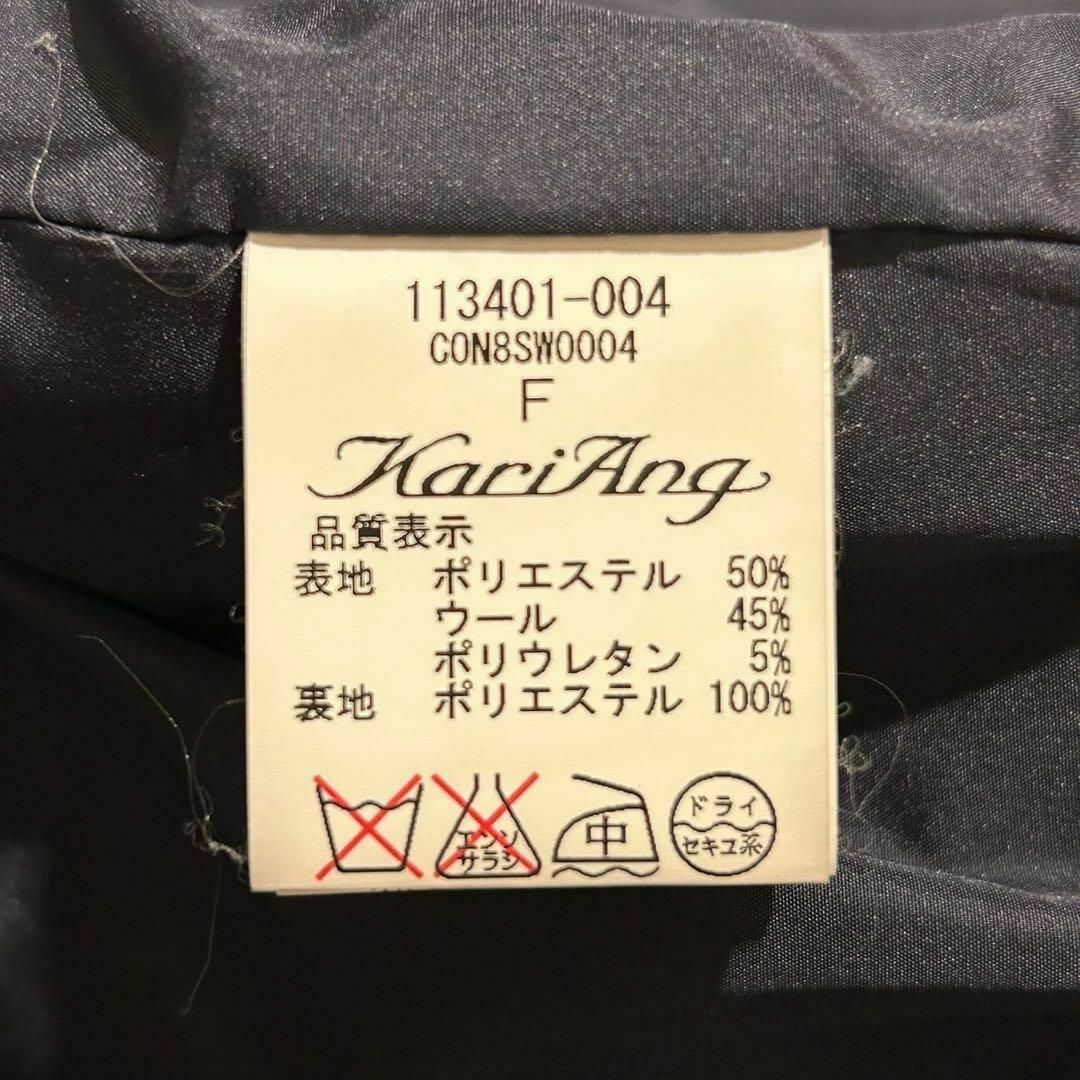 113401-004
CON8SW0004
F
KariAng
品質表示
表地 ポリエステル 50%
ウール 45%
ポリウレタン 5%
裏地 ポリエステル 100%
エンソ
サラシ
中
ドライ
セキユ系